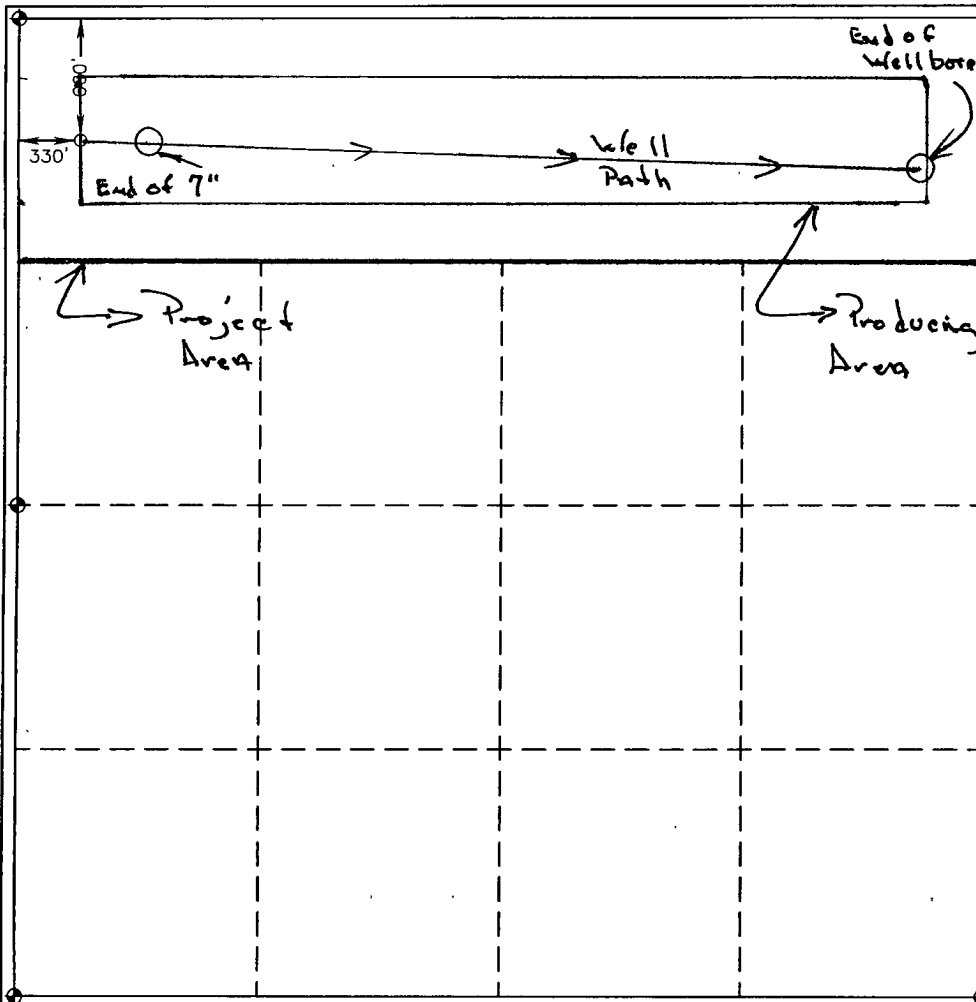 End of
Wellbore
330'
Well
Path
End of 7"
Project
Area
Producing
Area